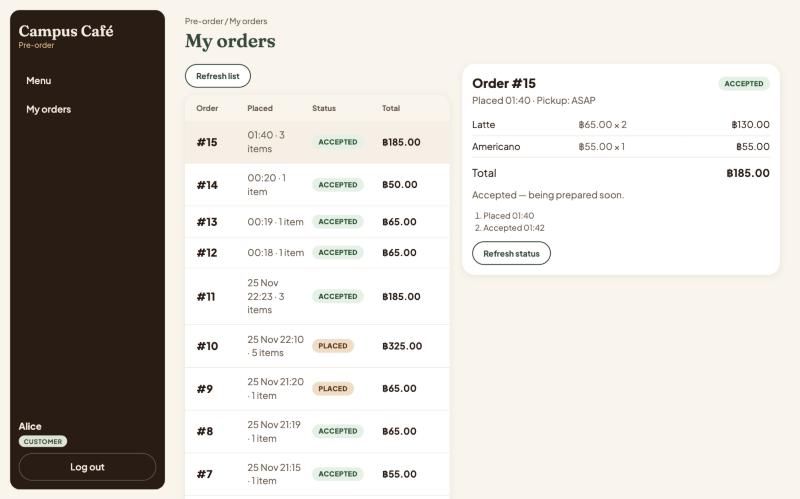 Campus Café
Pre-order
Menu
My orders
Alice
CUSTOMER
Log out
Pre-order / My orders
My orders
Refresh list
Order Placed Status Total
#15 01:40 · 3 items ACCEPTED ฿185.00
#14 00:20 · 1 item ACCEPTED ฿50.00
#13 00:19 · 1 item ACCEPTED ฿65.00
#12 00:18 · 1 item ACCEPTED ฿65.00
#11 25 Nov 22:23 · 3 items ACCEPTED ฿185.00
#10 25 Nov 22:10 · 5 items PLACED ฿325.00
#9 25 Nov 21:20 · 1 item PLACED ฿65.00
#8 25 Nov 21:19 · 1 item ACCEPTED ฿65.00
#7 25 Nov 21:15 · 1 item ACCEPTED ฿55.00
Order #15 ACCEPTED
Placed 01:40 · Pickup: ASAP
Latte ฿65.00 × 2 ฿130.00
Americano ฿55.00 × 1 ฿55.00
Total ฿185.00
Accepted — being prepared soon.
1. Placed 01:40
2. Accepted 01:42
Refresh status